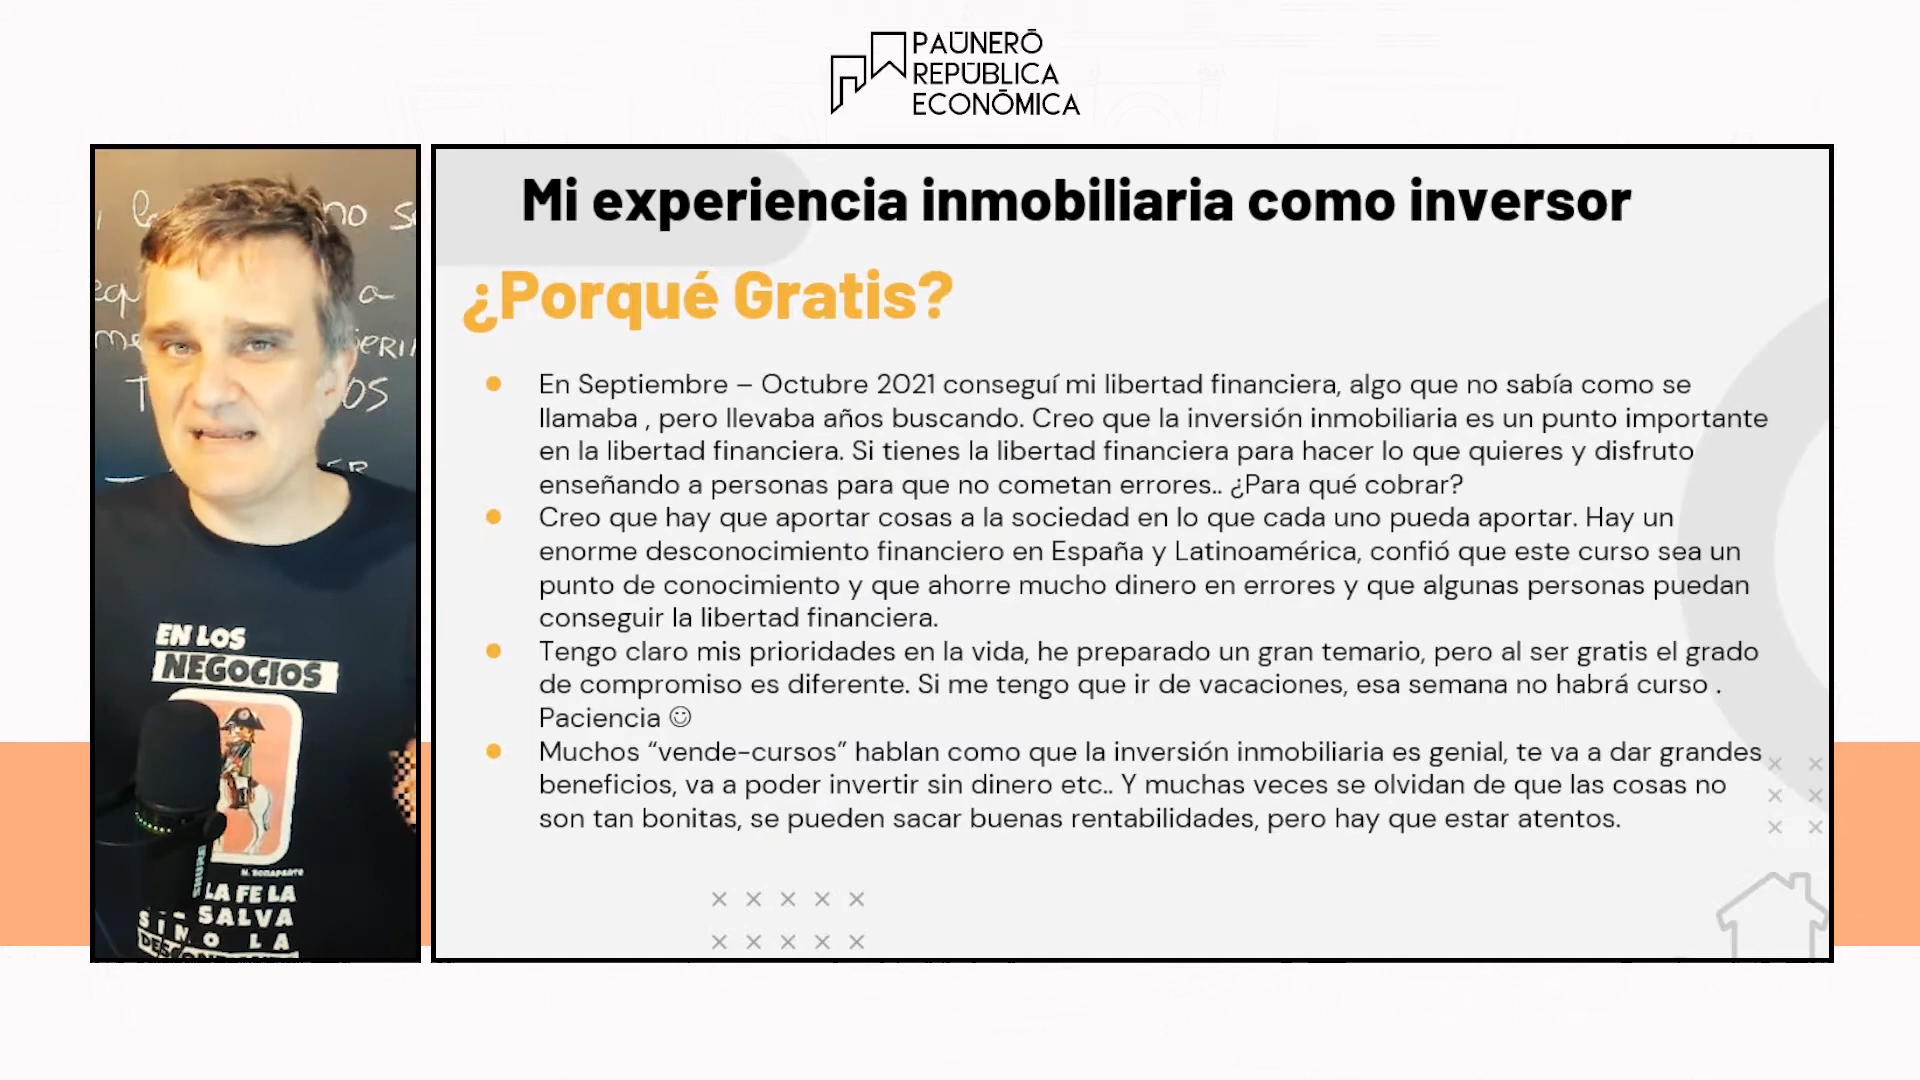 PAŪNERŌ
REPŪBLICA
ECONŌMICA
Mi experiencia inmobiliaria como inversor
¿Porqué Gratis?
En Septiembre – Octubre 2021 conseguí mi libertad financiera, algo que no sabía como se
llamaba , pero llevaba años buscando. Creo que la inversión inmobiliaria es un punto importante
en la libertad financiera. Si tienes la libertad financiera para hacer lo que quieres y disfruto
enseñando a personas para que no cometan errores.. ¿Para qué cobrar?
Creo que hay que aportar cosas a la sociedad en lo que cada uno pueda aportar. Hay un
enorme desconocimiento financiero en España y Latinoamérica, confió que este curso sea un
punto de conocimiento y que ahorre mucho dinero en errores y que algunas personas puedan
conseguir la libertad financiera.
Tengo claro mis prioridades en la vida, he preparado un gran temario, pero al ser gratis el grado
de compromiso es diferente. Si me tengo que ir de vacaciones, esa semana no habrá curso .
Paciencia ☺
Muchos “vende-cursos” hablan como que la inversión inmobiliaria es genial, te va a dar grandes
beneficios, va a poder invertir sin dinero etc.. Y muchas veces se olvidan de que las cosas no
son tan bonitas, se pueden sacar buenas rentabilidades, pero hay que estar atentos.
EN LOS
NEGOCIOS
N. BONAPARTE
LA FE LA
SALVA
SINO LA